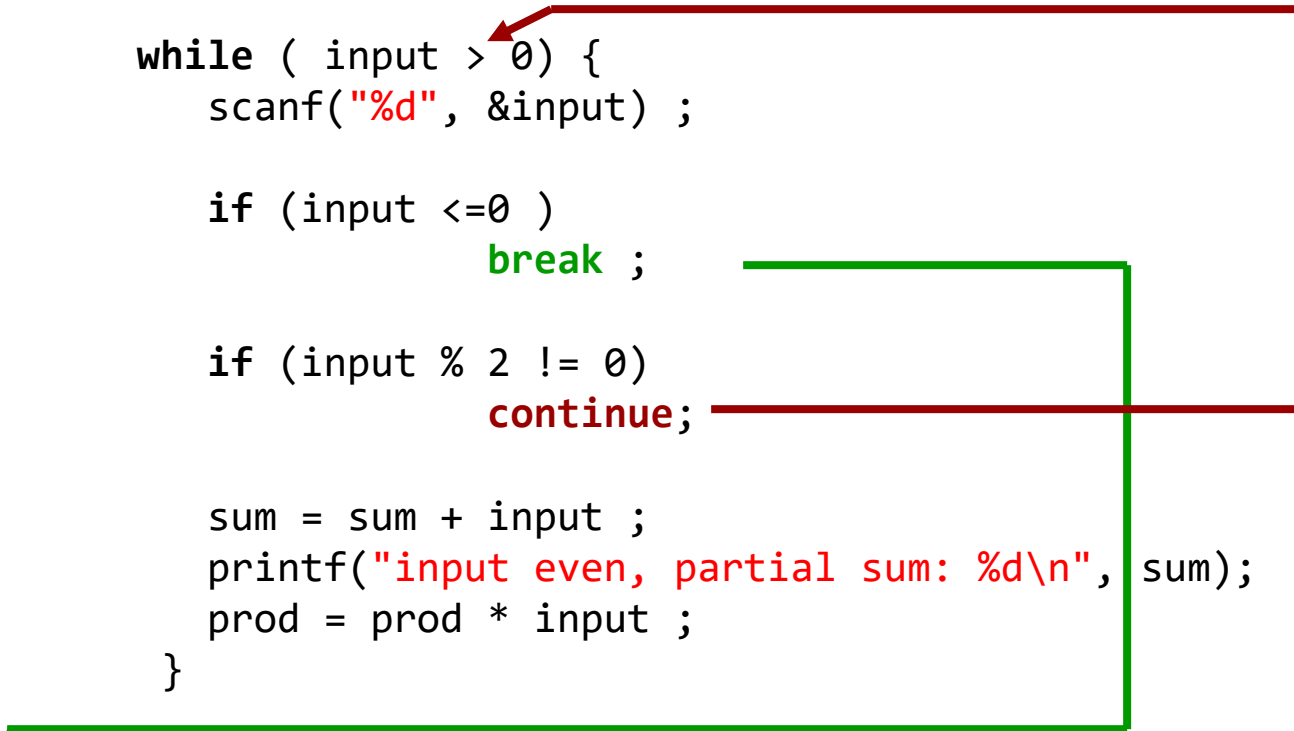 while ( input > 0) {
scanf("%d", &input) ;
if (input <=0 )
break ;
if (input % 2 != 0)
continue;
sum = sum + input ;
printf("input even, partial sum: %d\n", sum);
prod = prod * input ;
}